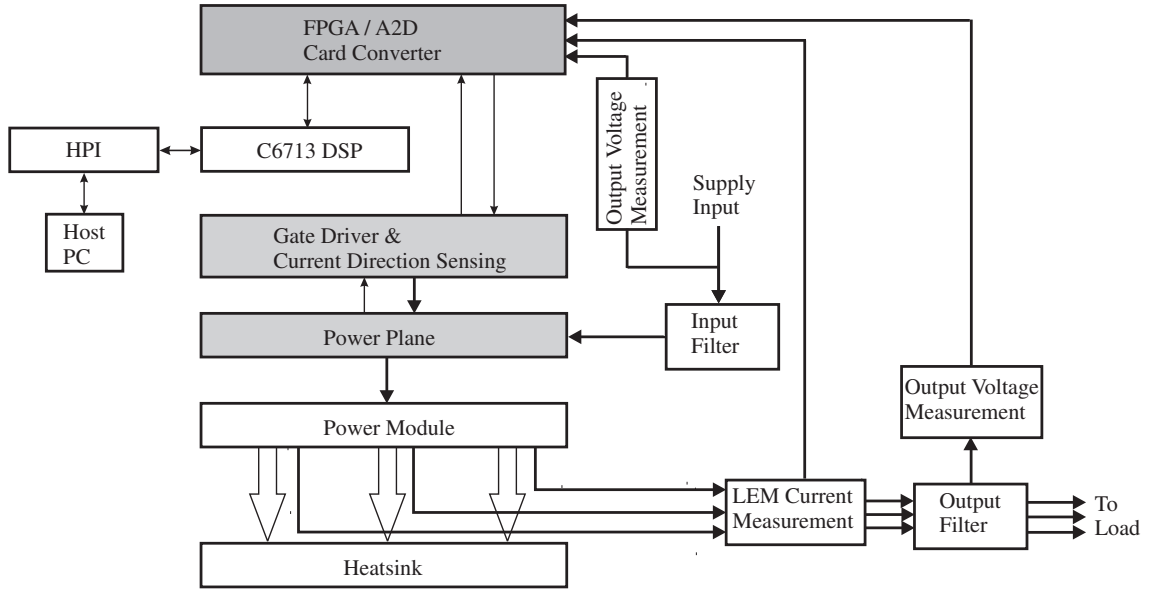 FPGA / A2D
Card Converter
HPI
C6713 DSP
Output Voltage
Measurement
Supply
Input
Host
PC
Gate Driver &
Current Direction Sensing
Input
Filter
Power Plane
Output Voltage
Measurement
Power Module
LEM Current
Measurement
Output
Filter
To
Load
Heatsink